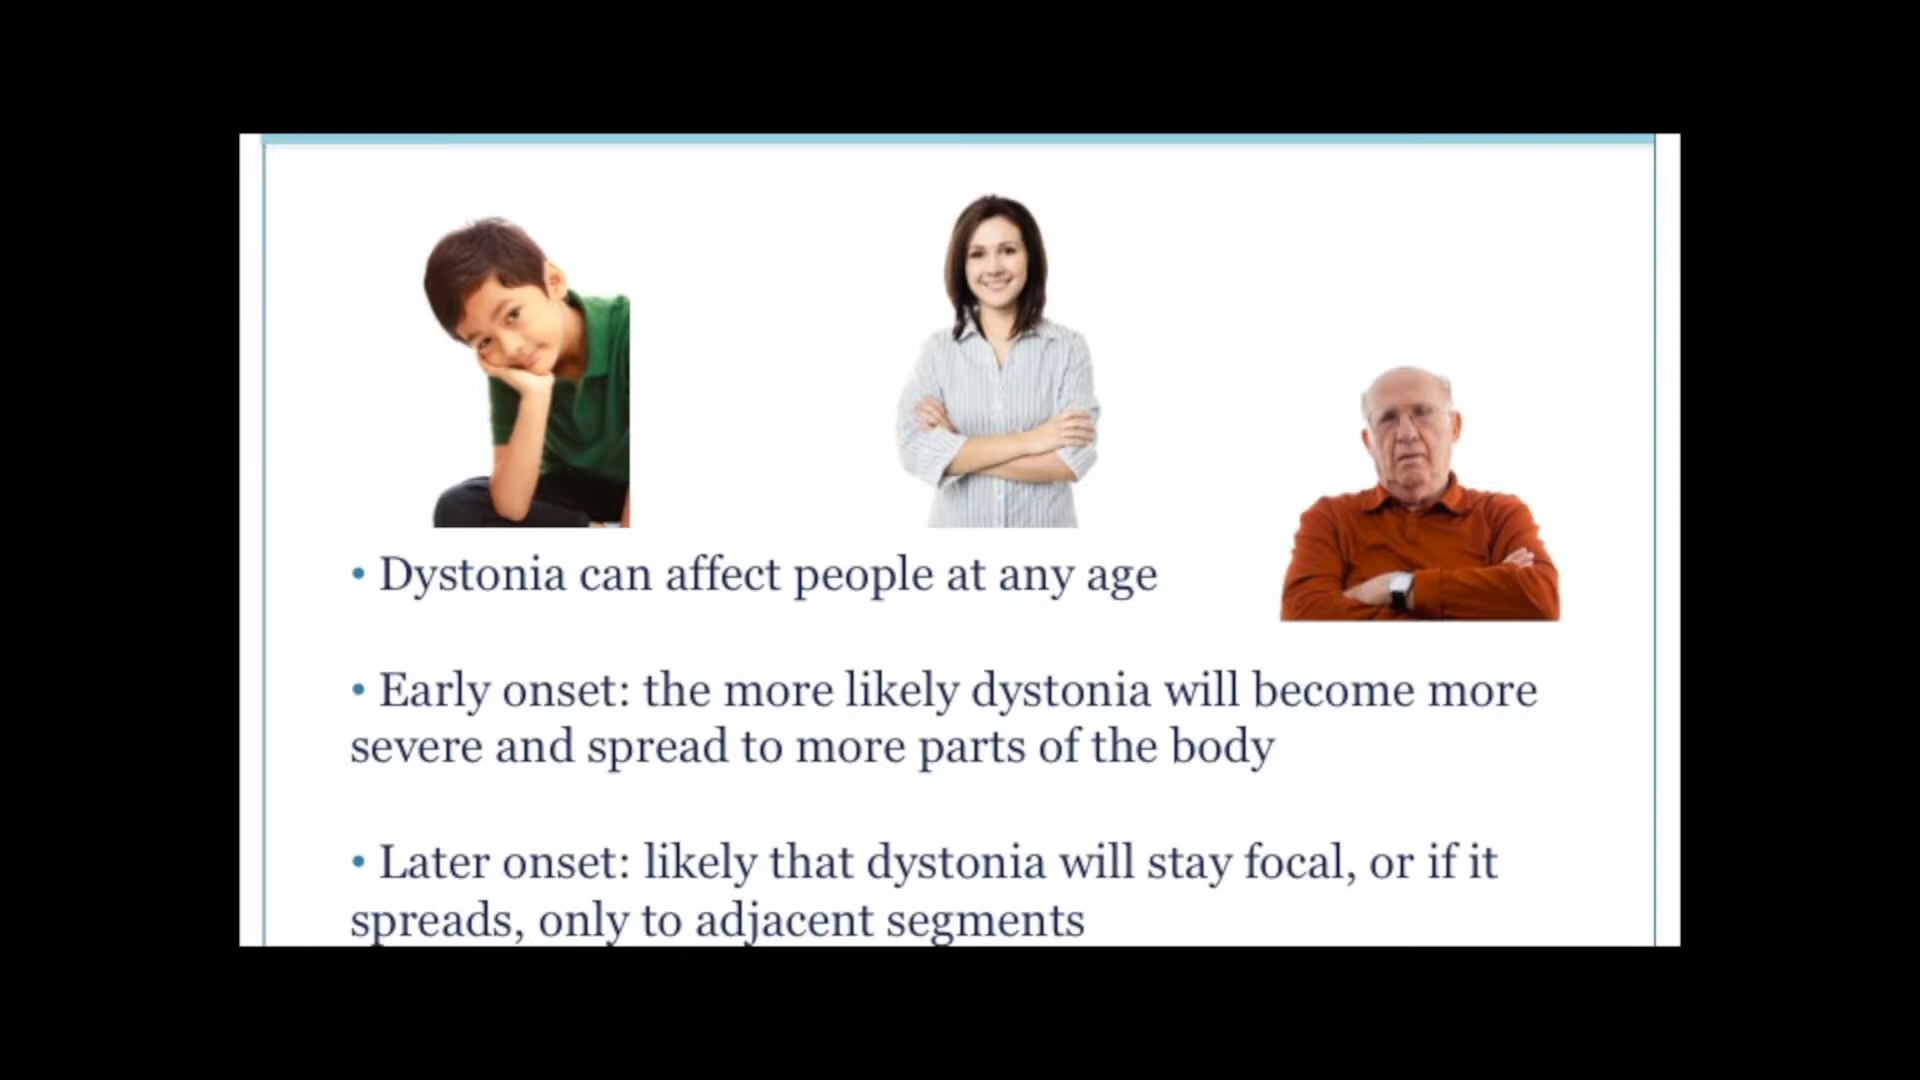 • Dystonia can affect people at any age
• Early onset: the more likely dystonia will become more
severe and spread to more parts of the body
• Later onset: likely that dystonia will stay focal, or if it
spreads, only to adjacent segments